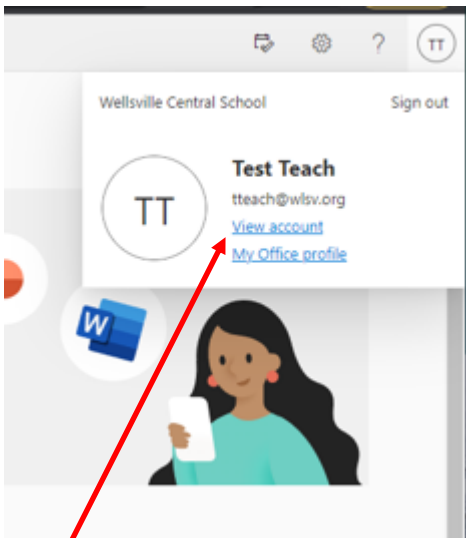 ? TT
Wellsville Central School Sign out
TT
Test Teach
tteach@wlsv.org
View account
My Office profile
W